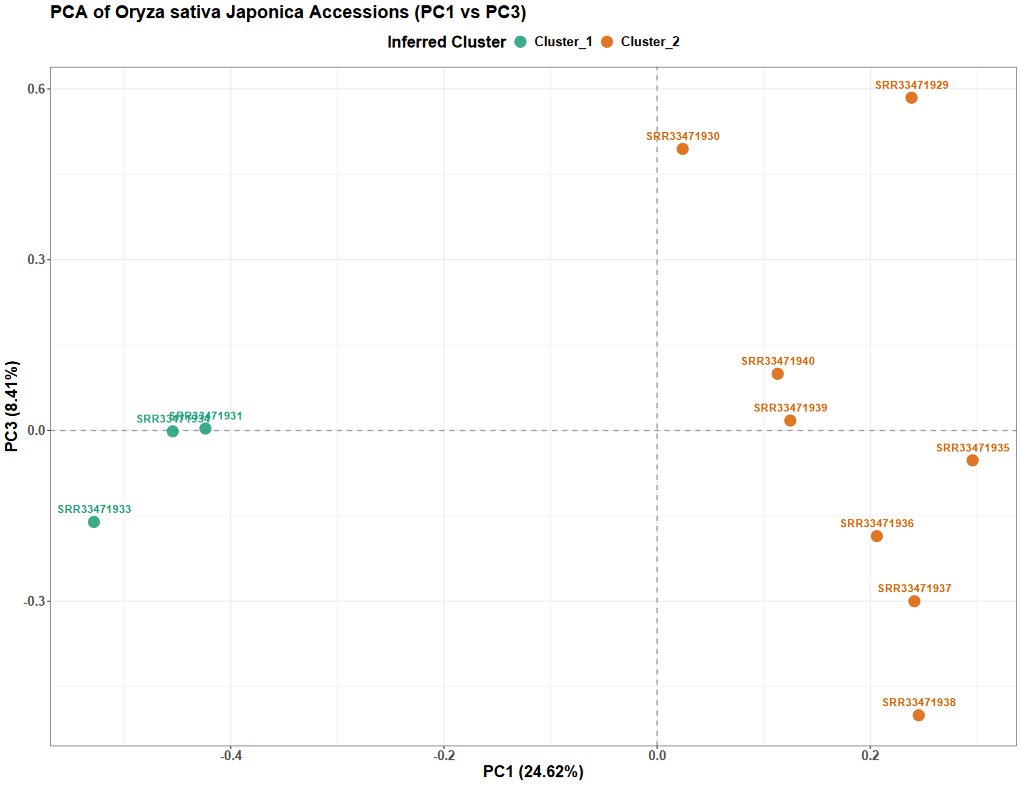 PCA of Oryza sativa Japonica Accessions (PC1 vs PC3)
Inferred Cluster Cluster_1 Cluster_2
0.6
SRR33471929
SRR33471930
0.3
SRR33471940
SRR33471939
SRR33471934
SRR33471931
0.0
SRR33471935
SRR33471933
SRR33471936
SRR33471937
-0.3
SRR33471938
PC3 (8.41%)
-0.4 -0.2 0.0 0.2
PC1 (24.62%)